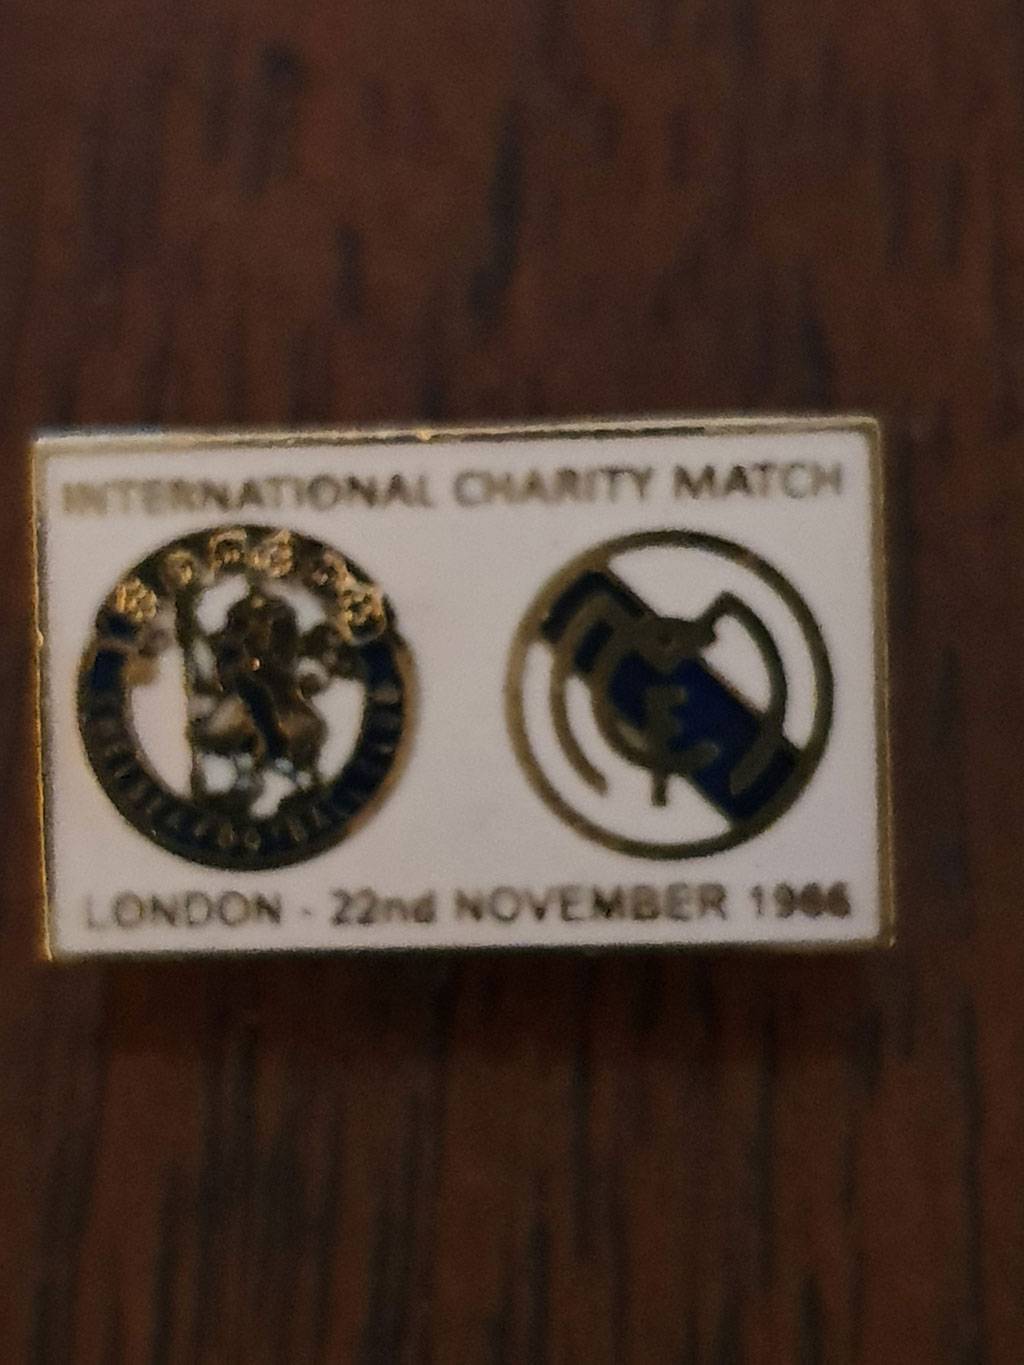 INTERNATIONAL CHARITY MATCH
LONDON - 22nd NOVEMBER 1966